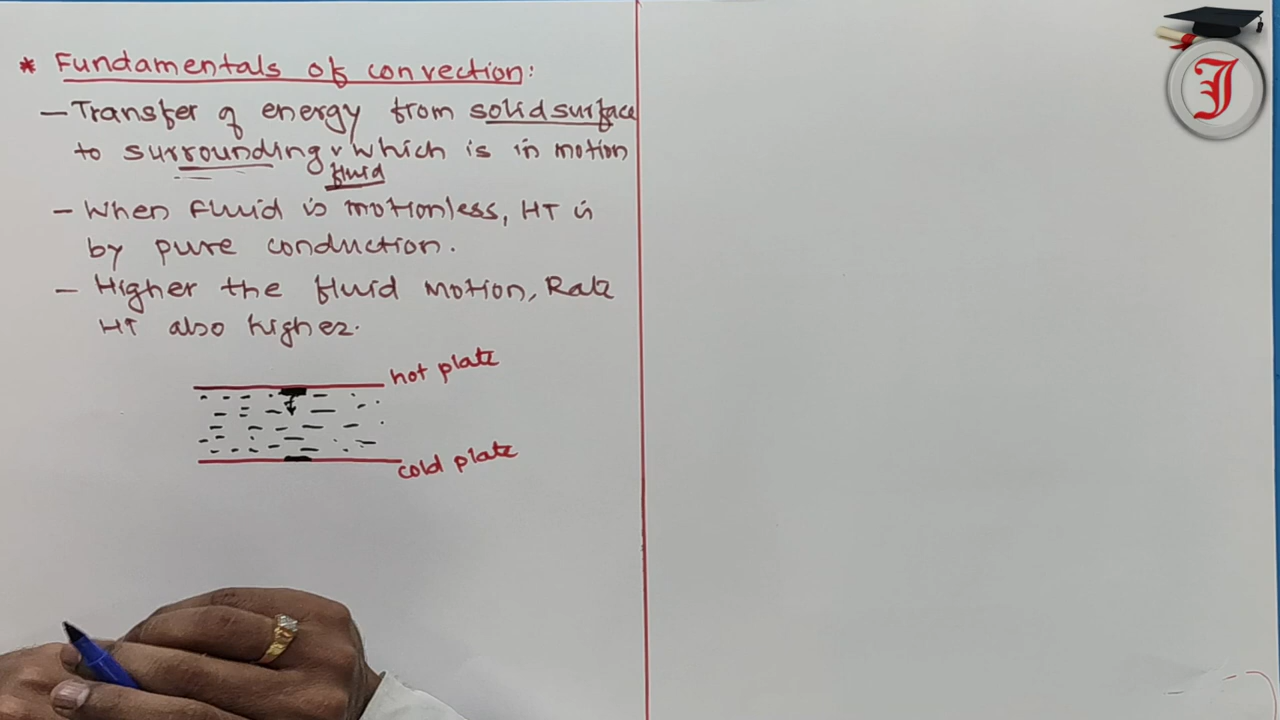 * Fundamentals of convection:
– Transfer of energy from solid surface
to surrounding ˅ which is in motion
fluid
– When fluid is motionless, HT is
by pure conduction.
– Higher the fluid motion, Rate
HT also higher.
hot plate
cold plate
J